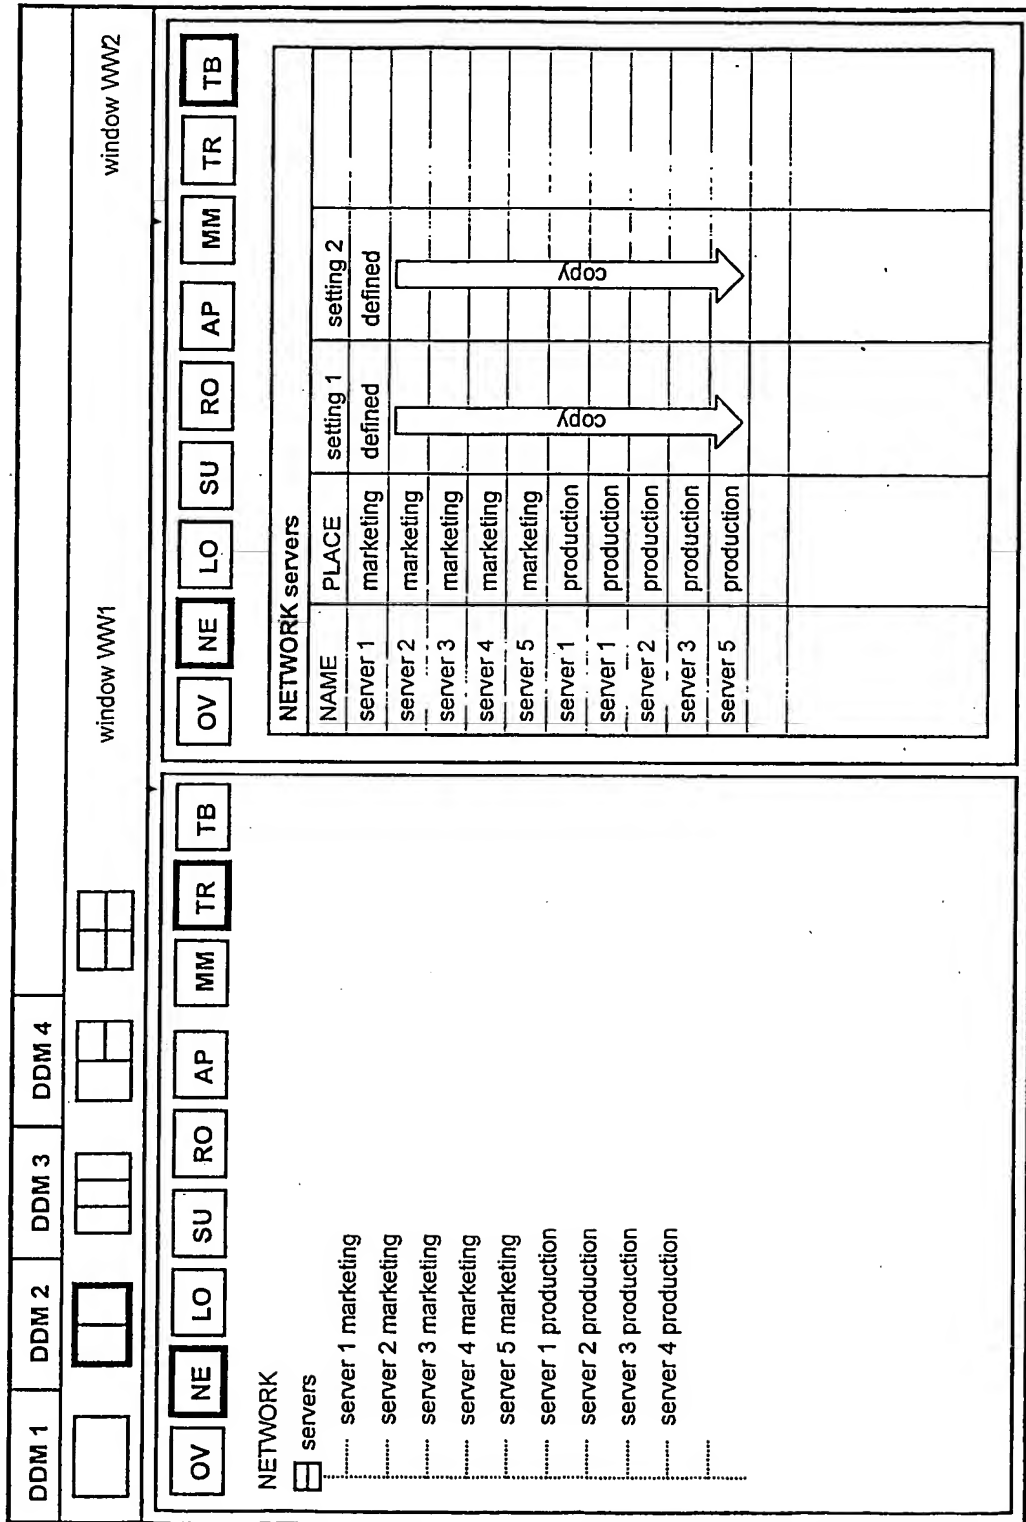 DDM 1 DDM 2 DDM 3 DDM 4
window WW1 window WW2
OV NE LO SU RO AP MM TR TB
NETWORK
servers
server 1 marketing
server 2 marketing
server 3 marketing
server 4 marketing
server 5 marketing
server 1 production
server 2 production
server 3 production
server 4 production
OV NE LO SU RO AP MM TR TB
NETWORK servers
NAME PLACE setting 1 setting 2
server 1 marketing defined defined
server 2 marketing
server 3 marketing
server 4 marketing
server 5 marketing
server 1 production
server 1 production
server 2 production
server 3 production
server 5 production
copy copy